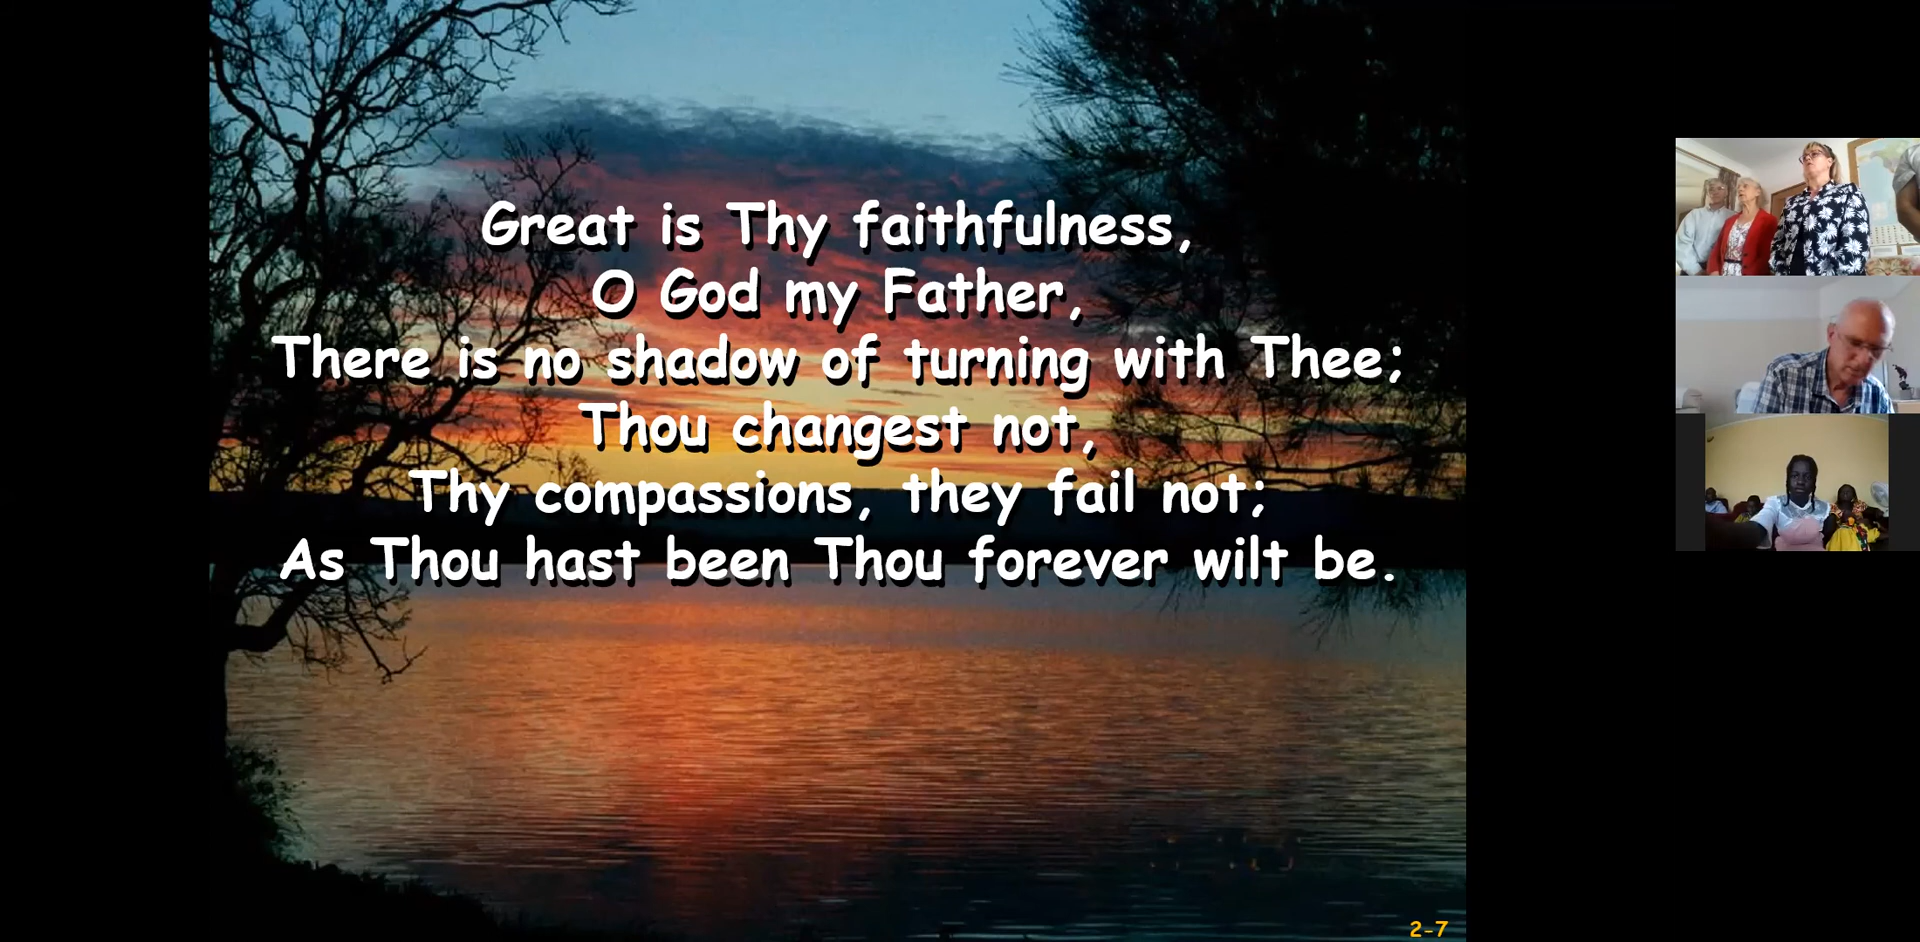 Great is Thy faithfulness,
O God my Father,
There is no shadow of turning with Thee;
Thou changest not,
Thy compassions, they fail not;
As Thou hast been Thou forever wilt be.
2-7